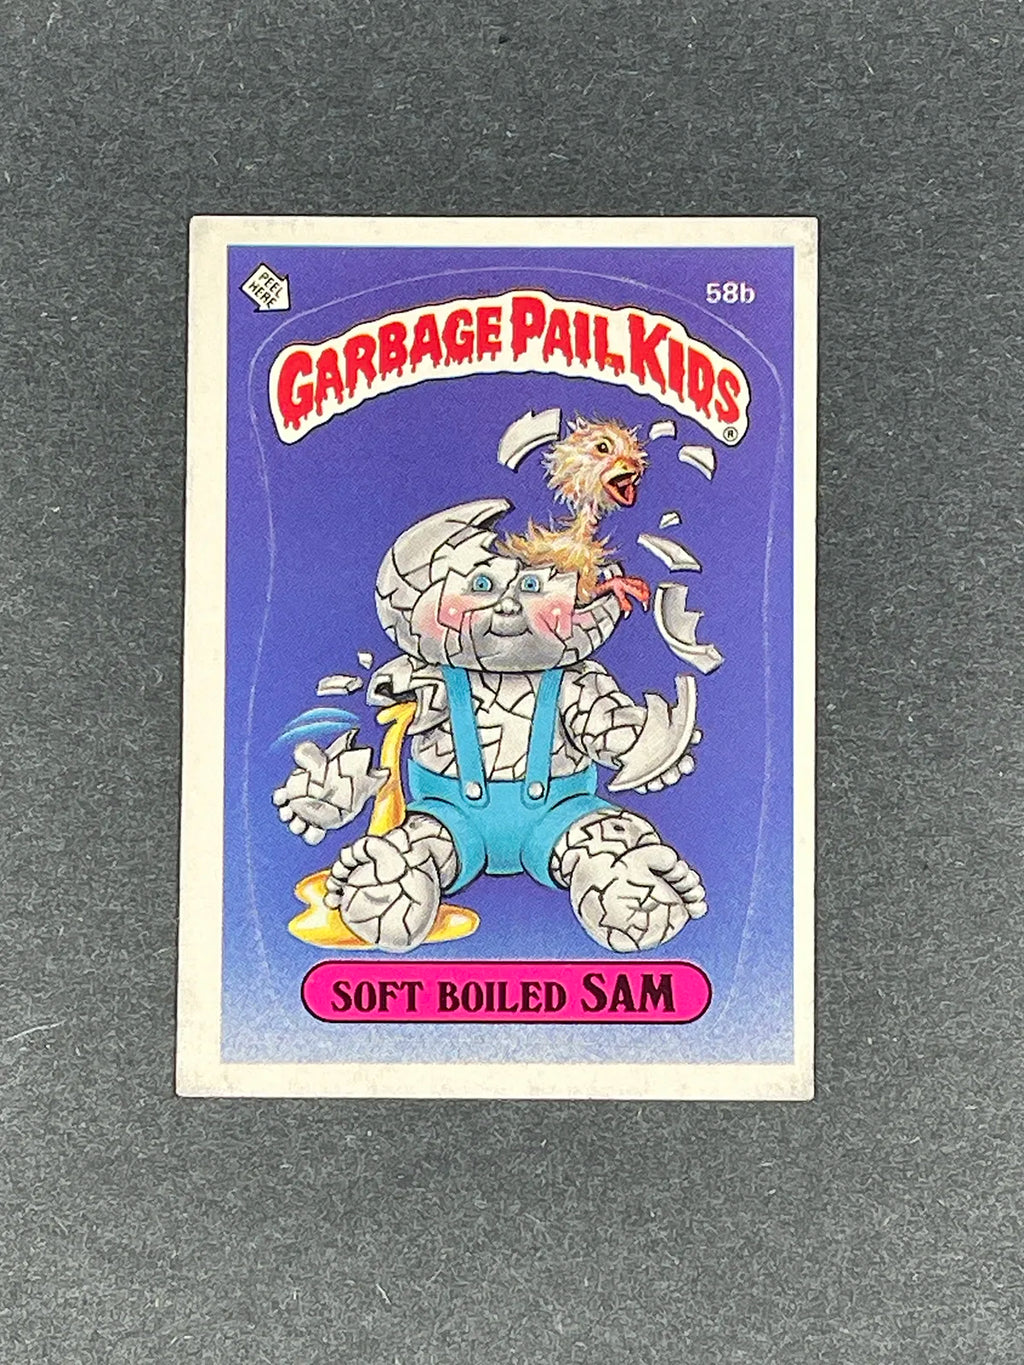 PEEL
HERE
58b
GARBAGE PAIL KIDS
®
SOFT BOILED SAM